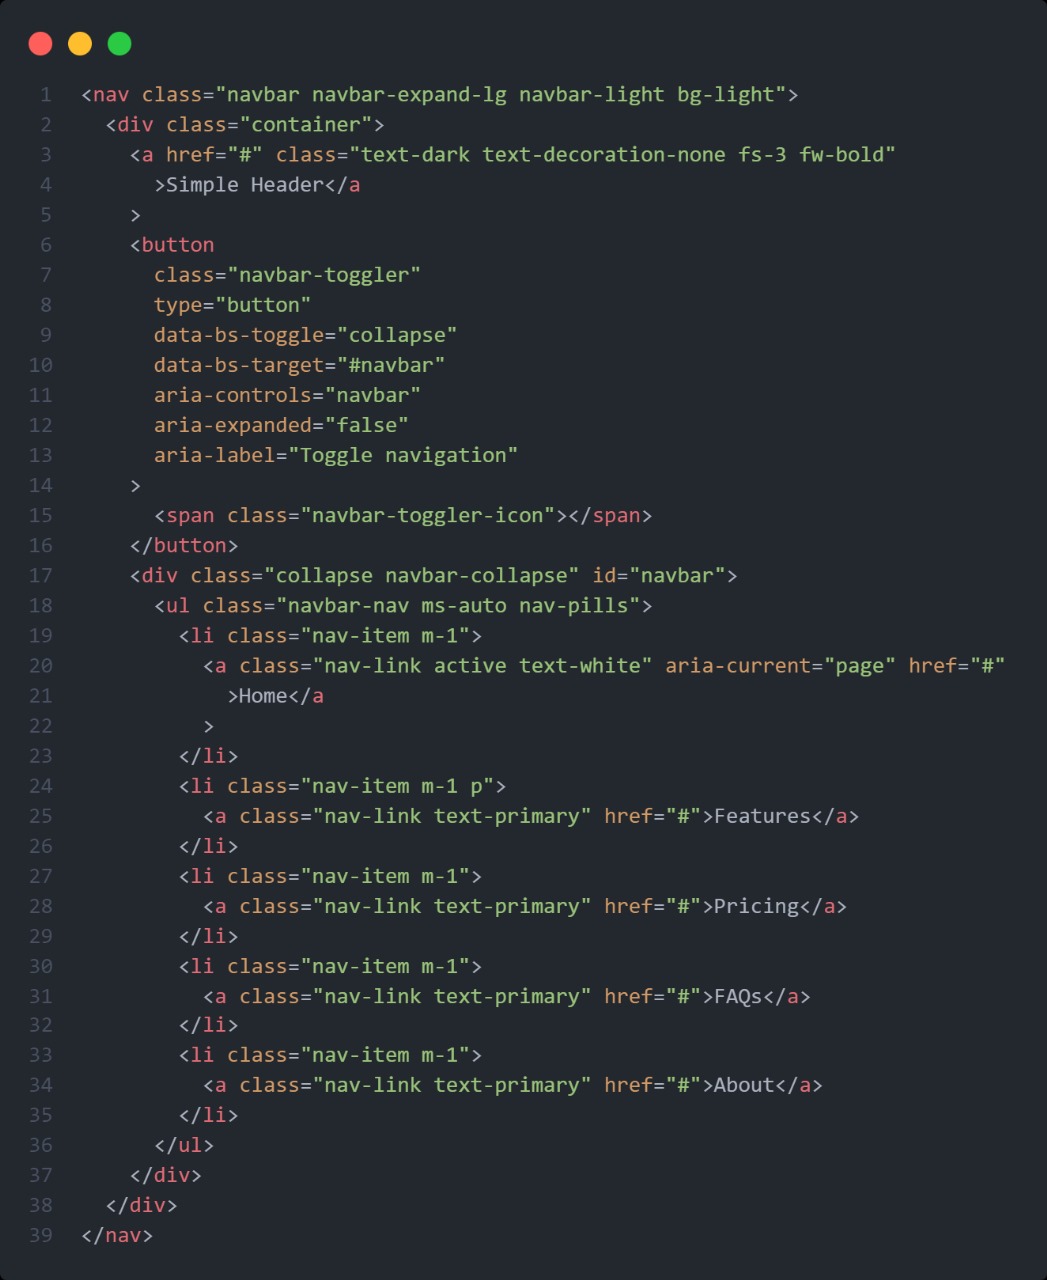 1 <nav class="navbar navbar-expand-lg navbar-light bg-light">
2   <div class="container">
3     <a href="#" class="text-dark text-decoration-none fs-3 fw-bold"
4       >Simple Header</a
5     >
6     <button
7       class="navbar-toggler"
8       type="button"
9       data-bs-toggle="collapse"
10       data-bs-target="#navbar"
11       aria-controls="navbar"
12       aria-expanded="false"
13       aria-label="Toggle navigation"
14     >
15       <span class="navbar-toggler-icon"></span>
16     </button>
17     <div class="collapse navbar-collapse" id="navbar">
18       <ul class="navbar-nav ms-auto nav-pills">
19         <li class="nav-item m-1">
20           <a class="nav-link active text-white" aria-current="page" href="#"
21             >Home</a
22           >
23         </li>
24         <li class="nav-item m-1 p">
25           <a class="nav-link text-primary" href="#">Features</a>
26         </li>
27         <li class="nav-item m-1">
28           <a class="nav-link text-primary" href="#">Pricing</a>
29         </li>
30         <li class="nav-item m-1">
31           <a class="nav-link text-primary" href="#">FAQs</a>
32         </li>
33         <li class="nav-item m-1">
34           <a class="nav-link text-primary" href="#">About</a>
35         </li>
36       </ul>
37     </div>
38   </div>
39 </nav>